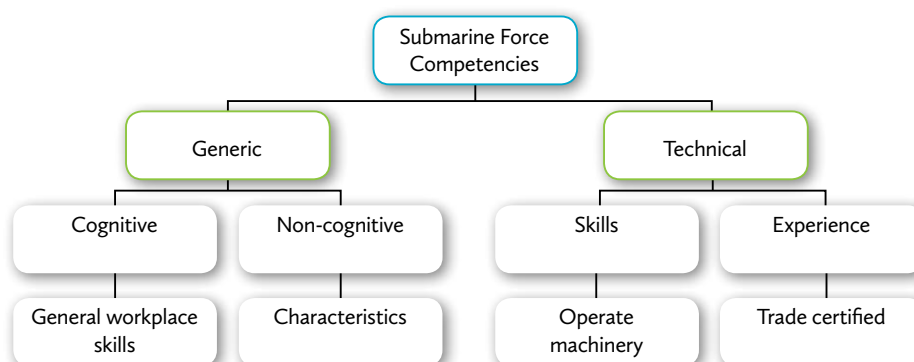 Submarine Force
Competencies
Generic
Technical
Cognitive
Non-cognitive
Skills
Experience
General workplace
skills
Characteristics
Operate
machinery
Trade certified